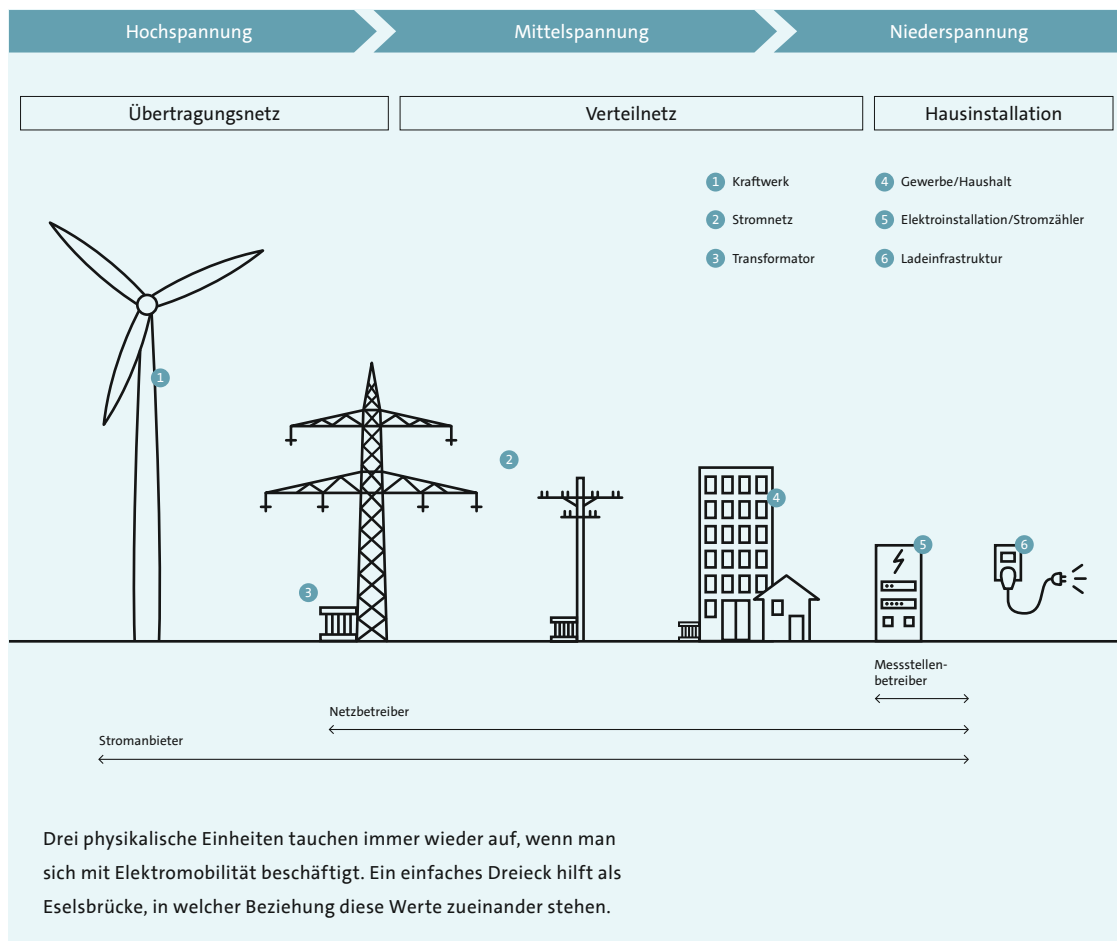 Hochspannung
Mittelspannung
Niederspannung
Übertragungsnetz
Verteilnetz
Hausinstallation
1 Kraftwerk
2 Stromnetz
3 Transformator
4 Gewerbe/Haushalt
5 Elektroinstallation/Stromzähler
6 Ladeinfrastruktur
1
2
3
4
5
6
Messstellen-
betreiber
Netzbetreiber
Stromanbieter
Drei physikalische Einheiten tauchen immer wieder auf, wenn man
sich mit Elektromobilität beschäftigt. Ein einfaches Dreieck hilft als
Eselsbrücke, in welcher Beziehung diese Werte zueinander stehen.